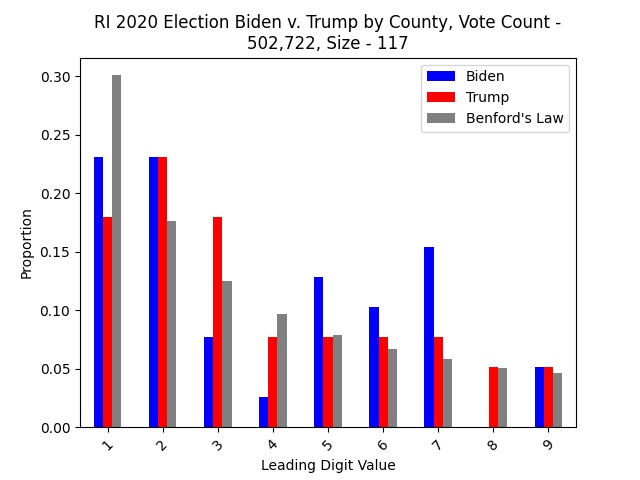 RI 2020 Election Biden v. Trump by County, Vote Count -
502,722, Size - 117
Biden
Trump
Benford's Law
0.30
0.25
0.20
0.15
0.10
0.05
0.00
Proportion
1 2 3 4 5 6 7 8 9
Leading Digit Value